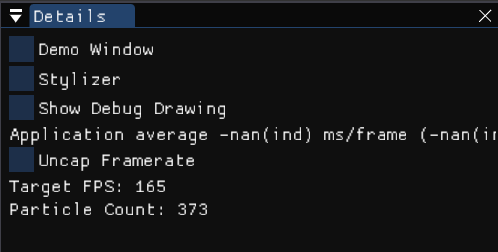 Details
Demo Window
Stylizer
Show Debug Drawing
Application average -nan(ind) ms/frame (-nan(in
Uncap Framerate
Target FPS: 165
Particle Count: 373